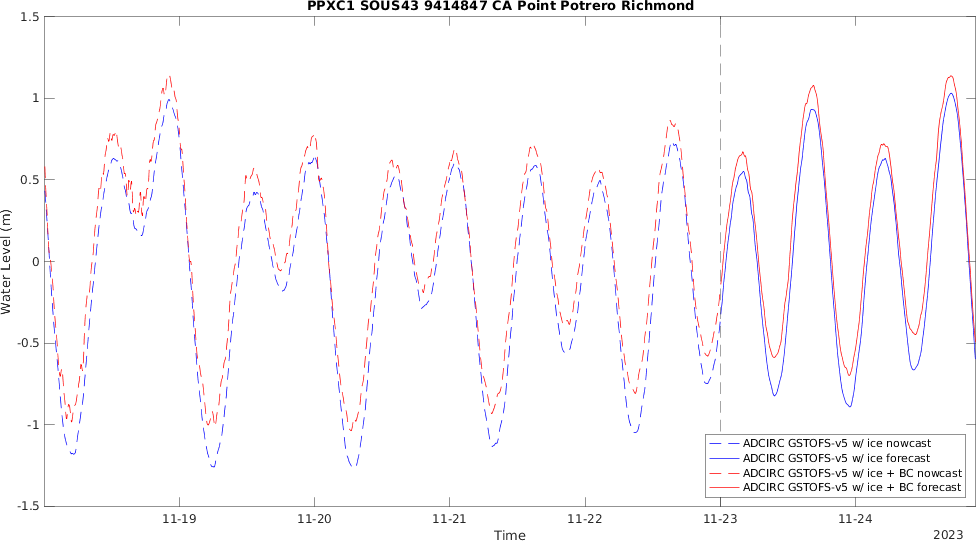 PPXC1 SOUS43 9414847 CA Point Potrero Richmond
1.5
1
0.5
0
-0.5
-1
-1.5
Water Level (m)
11-19
11-20
11-21
11-22
11-23
11-24
Time
2023
ADCIRC GSTOFS-v5 w/ ice nowcast
ADCIRC GSTOFS-v5 w/ ice forecast
ADCIRC GSTOFS-v5 w/ ice + BC nowcast
ADCIRC GSTOFS-v5 w/ ice + BC forecast